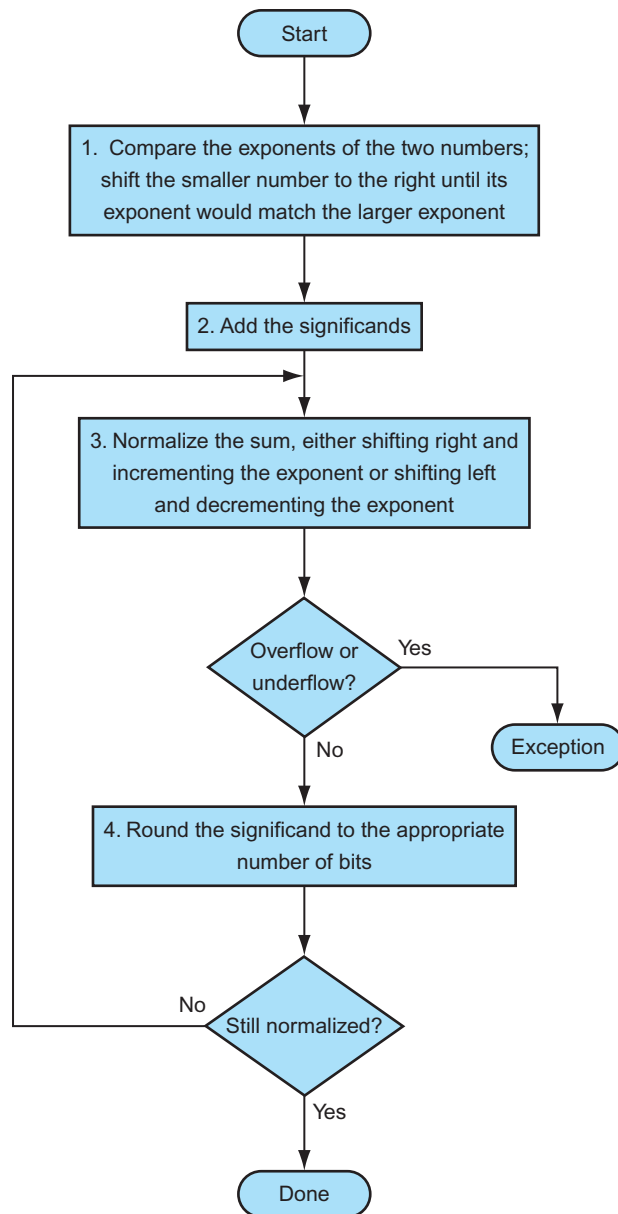 Start
1. Compare the exponents of the two numbers;
shift the smaller number to the right until its
exponent would match the larger exponent
2. Add the significands
3. Normalize the sum, either shifting right and
incrementing the exponent or shifting left
and decrementing the exponent
Overflow or
underflow?
Yes
Exception
No
4. Round the significand to the appropriate
number of bits
No
Still normalized?
Yes
Done